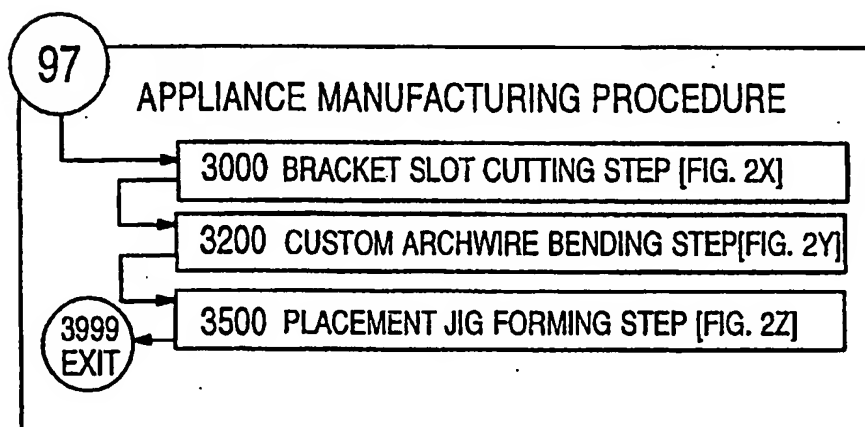 97
APPLIANCE MANUFACTURING PROCEDURE
3000 BRACKET SLOT CUTTING STEP [FIG. 2X]
3200 CUSTOM ARCHWIRE BENDING STEP[FIG. 2Y]
3500 PLACEMENT JIG FORMING STEP [FIG. 2Z]
3999
EXIT